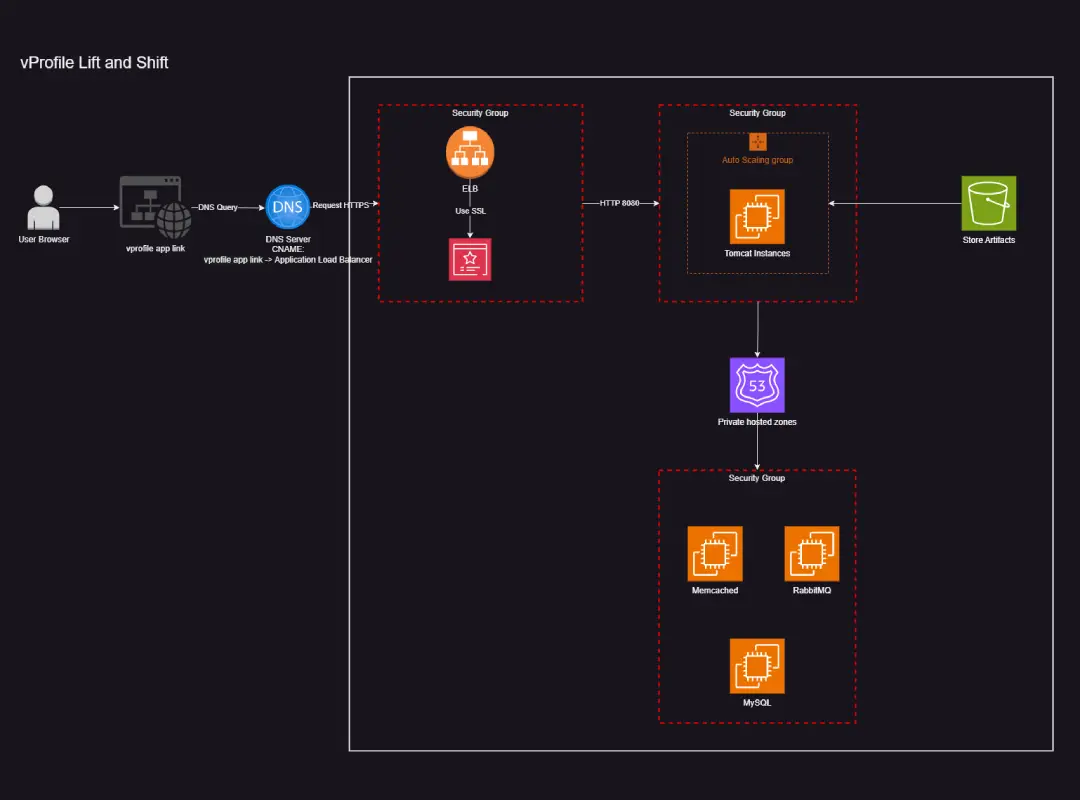 vProfile Lift and Shift
User Browser
vprofile app link
DNS Query
DNS
DNS Server
CNAME:
vprofile app link -> Application Load Balancer
Request HTTPS
Security Group
ELB
Use SSL
HTTP 8080
Security Group
Auto Scaling group
Tomcat Instances
Store Artifacts
53
Private hosted zones
Security Group
Memcached
RabbitMQ
MySQL